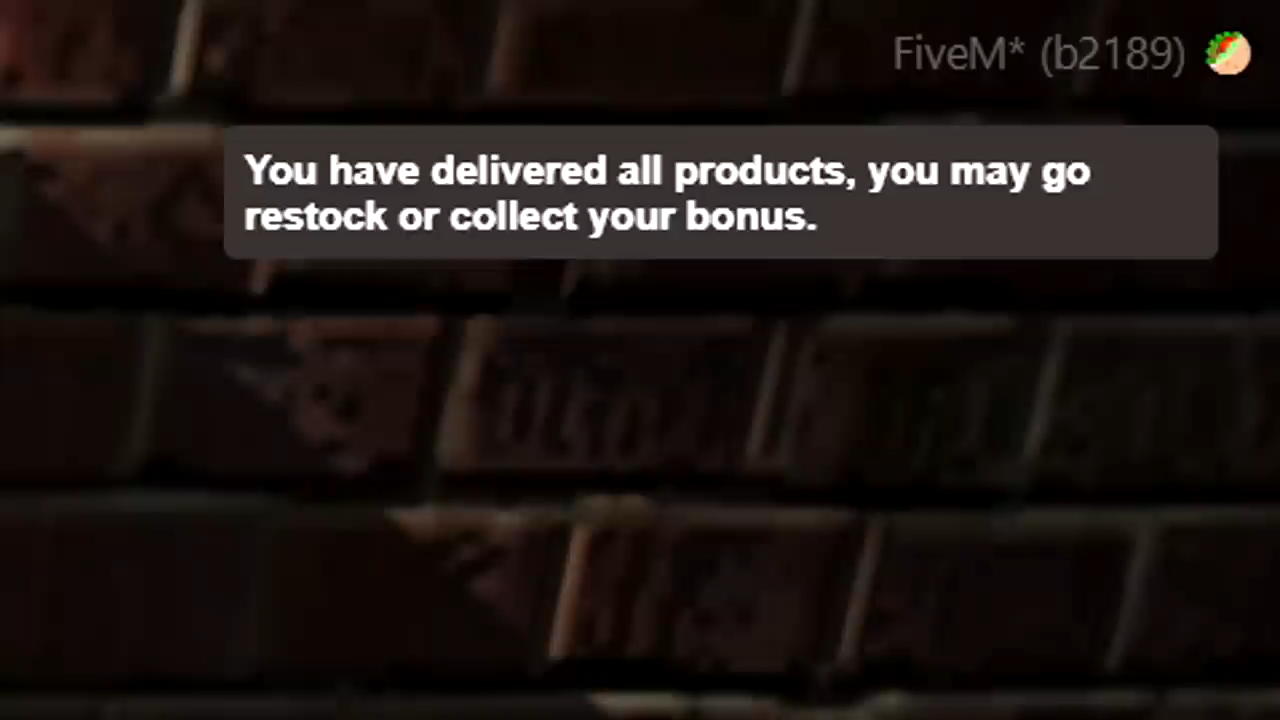 FiveM* (b2189)
You have delivered all products, you may go
restock or collect your bonus.